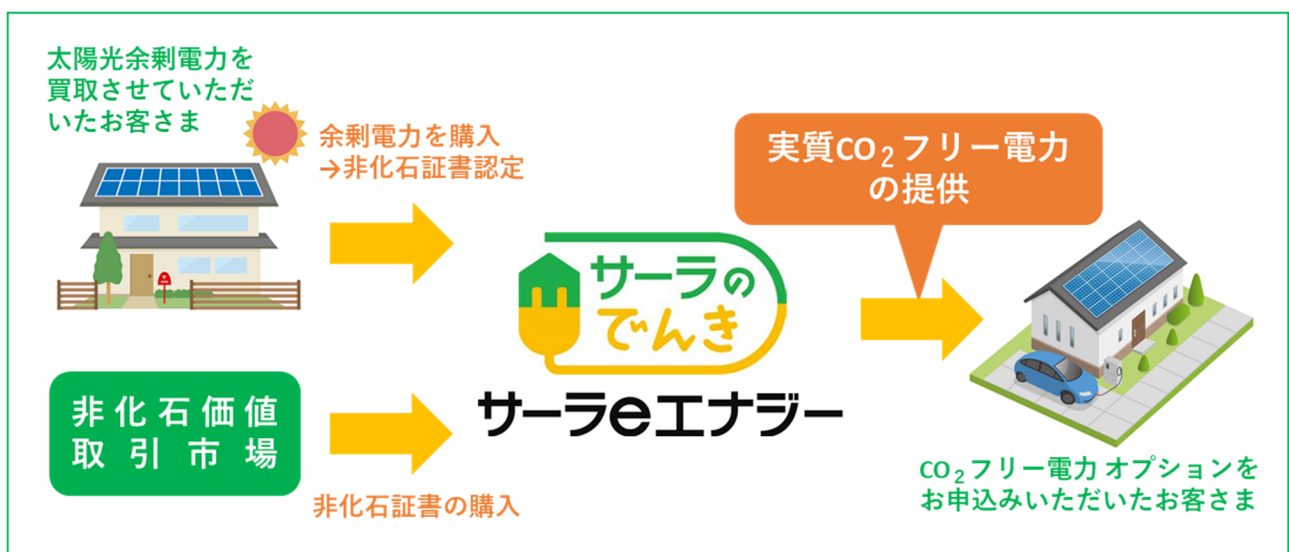 太陽光余剰電力を
買取させていただ
いたお客さま
余剰電力を購入
→非化石証書認定
実質CO₂フリー電力
の提供
サーラの
でんき
サーラeエナジー
非化石価値
取引市場
非化石証書の購入
CO₂フリー電力 オプションを
お申込みいただいたお客さま